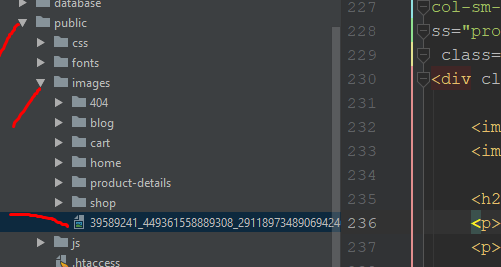 database
public
css
fonts
images
404
blog
cart
home
product-details
shop
39589241_449361558889308_29118973489069424
js
.htaccess
227 col-sm-
228 ss="pro
229 class=
230 <div cl
231
232 <im
233 <im
234
235 <h2
236 <p>
237 <p>